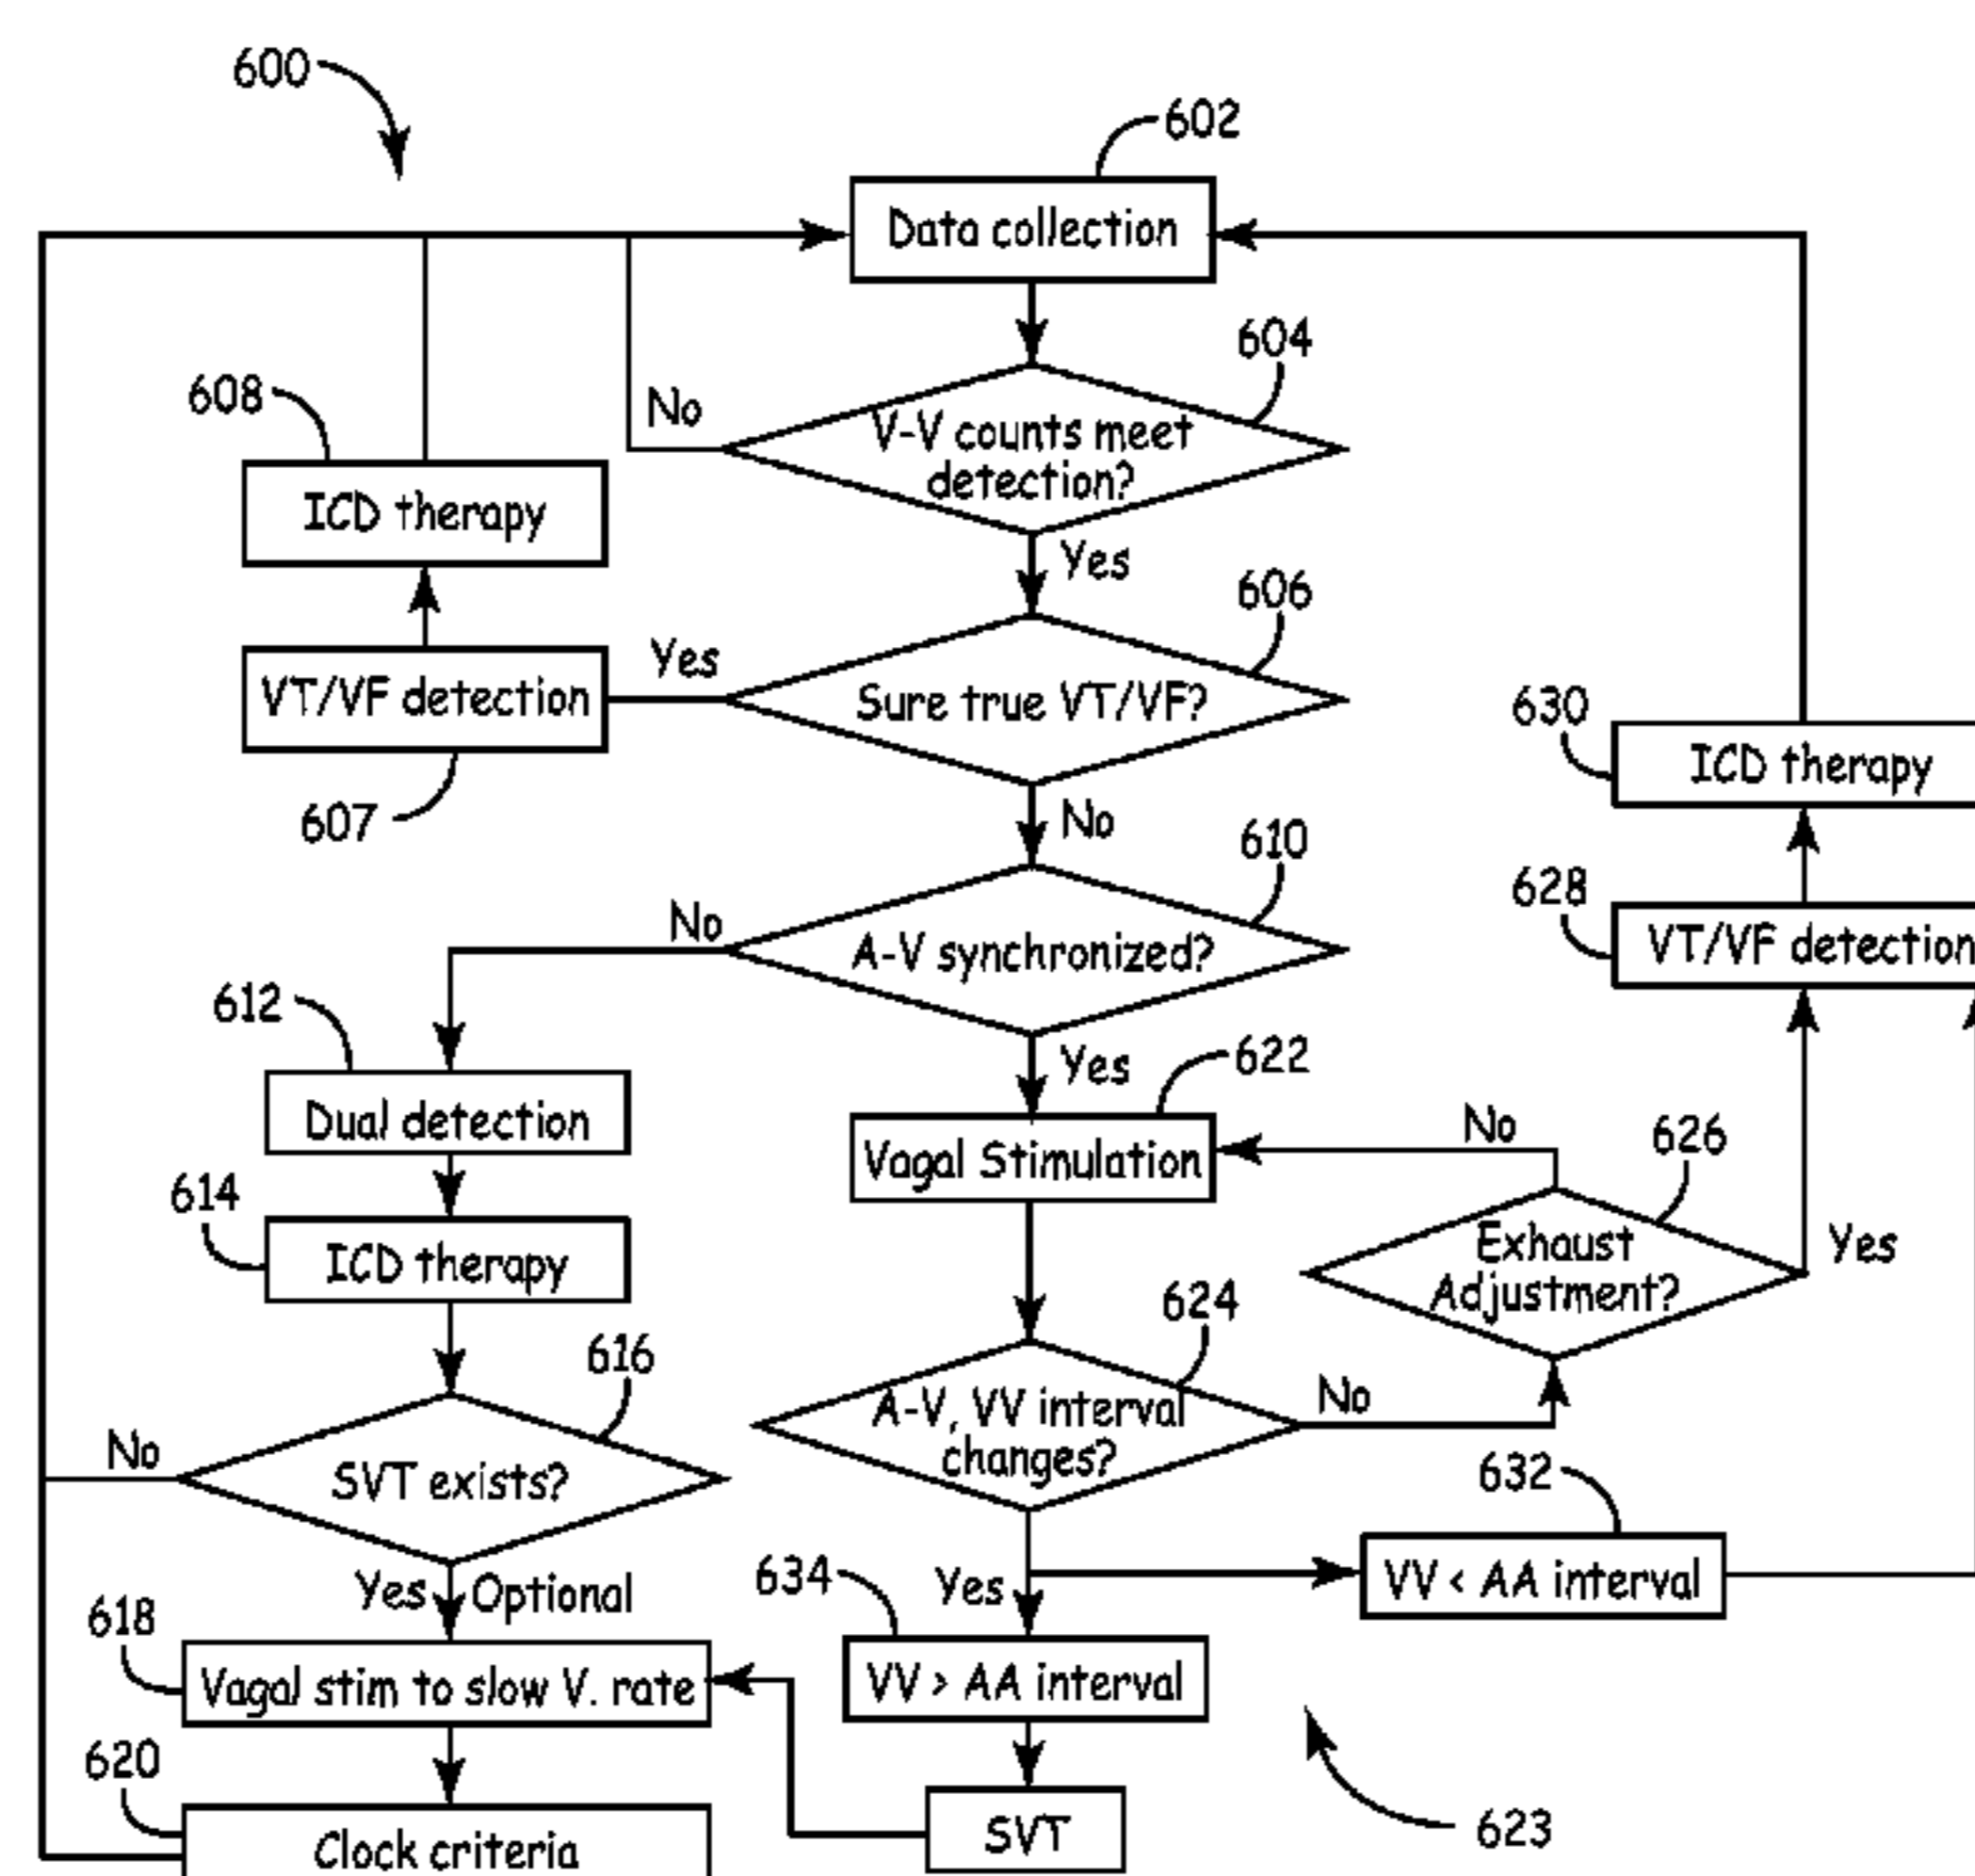 600
602
Data collection
604
608
No
V-V counts meet
detection?
ICD therapy
Yes
606
Yes
VT/VF detection
Sure true VT/VF?
630
ICD therapy
607
No
610
628
No
A-V synchronized?
VT/VF detection
612
Yes
622
Dual detection
No
626
Vagal Stimulation
614
Exhaust
Adjustment?
Yes
ICD therapy
624
616
A-V, VV interval
changes?
No
No
SVT exists?
632
634
Yes
VV < AA interval
Yes
Optional
618
Vagal stim to slow V. rate
VV > AA interval
620
SVT
623
Clock criteria